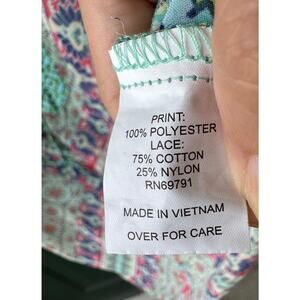 PRINT:
100% POLYESTER
LACE:
75% COTTON
25% NYLON
RN69791
MADE IN VIETNAM
OVER FOR CARE